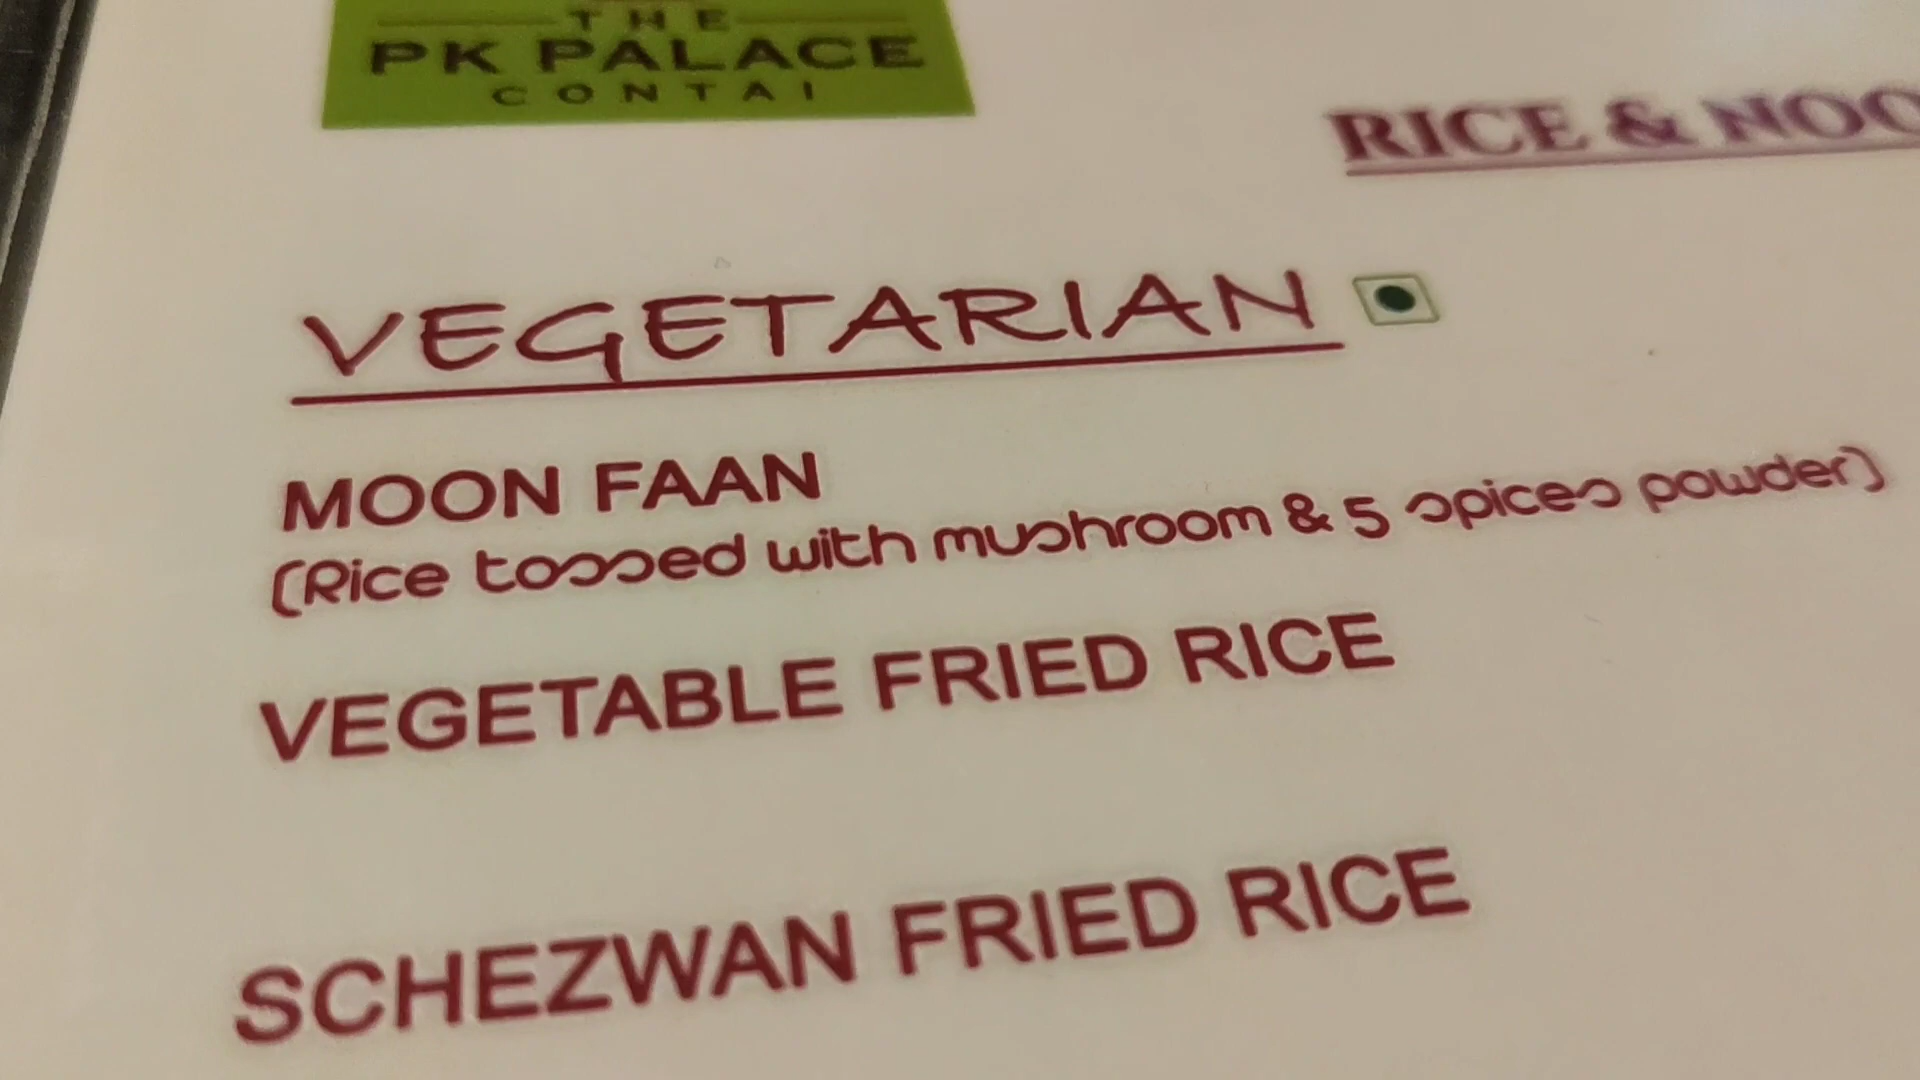 THE
PK PALACE
CONTAI
RICE &
VEGETARIAN
MOON FAAN
(Rice tossed with mushroom & 5 spices powder)
VEGETABLE FRIED RICE
SCHEZWAN FRIED RICE